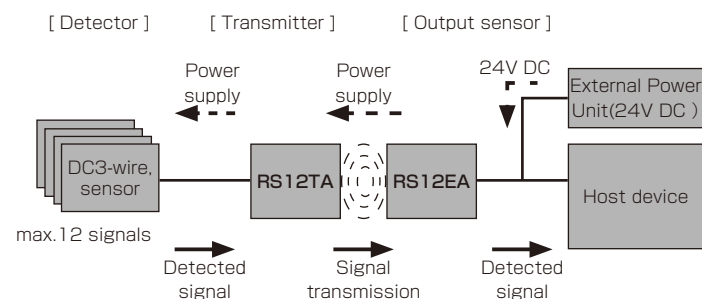 [ Detector ]
[ Transmitter ]
[ Output sensor ]
Power
supply
Power
supply
24V DC
External Power
Unit(24V DC )
DC3-wire,
sensor
RS12TA
RS12EA
Host device
max.12 signals
Detected
signal
Signal
transmission
Detected
signal